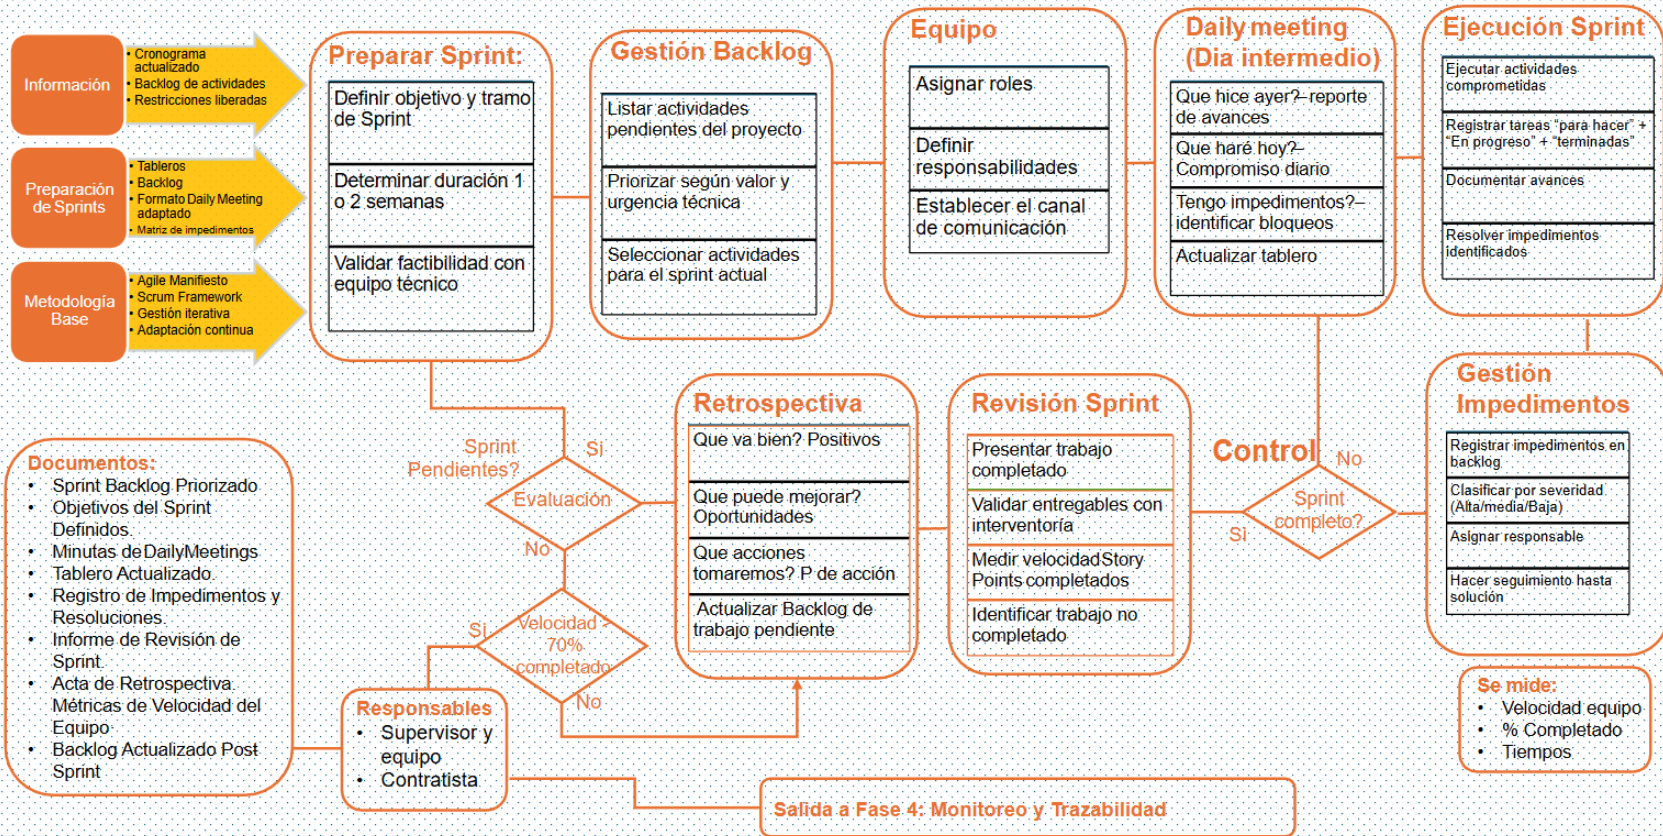 Información
• Cronograma
actualizado
• Backlog de actividades
• Restricciones liberadas
Preparación
de Sprints
• Tableros
• Backlog
• Formato Daily Meeting
adaptado
• Matriz de impedimentos
Metodología
Base
• Agile Manifiesto
• Scrum Framework
• Gestión iterativa
• Adaptación continua
Preparar Sprint:
Definir objetivo y tramo
de Sprint
Determinar duración 1
o 2 semanas
Validar factibilidad con
equipo técnico
Gestión Backlog
Listar actividades
pendientes del proyecto
Priorizar según valor y
urgencia técnica
Seleccionar actividades
para el sprint actual
Equipo
Asignar roles
Definir
responsabilidades
Establecer el canal
de comunicación
Daily meeting
(Dia intermedio)
Que hice ayer?–reporte
de avances
Que haré hoy?–
Compromiso diario
Tengo impedimentos?–
identificar bloqueos
Actualizar tablero
Ejecución Sprint
Ejecutar actividades
comprometidas
Registrar tareas “para hacer” +
“En progreso” + “terminadas”
Documentar avances
Resolver impedimentos
identificados
Gestión
Impedimentos
Registrar impedimentos en
backlog
Clasificar por severidad
(Alta/media/Baja)
Asignar responsable
Hacer seguimiento hasta
solución
Control
No
Sprint
completo?
Si
Revisión Sprint
Presentar trabajo
completado
Validar entregables con
interventoría
Medir velocidad Story
Points completados
Identificar trabajo no
completado
Retrospectiva
Que va bien? Positivos
Que puede mejorar?
Oportunidades
Que acciones
tomaremos? P de acción
Actualizar Backlog de
trabajo pendiente
Sprint
Pendientes?
Si
Evaluación
No
Si
Velocidad >
70%
completado
No
Documentos:
• Sprint Backlog Priorizado
• Objetivos del Sprint
Definidos.
• Minutas de DailyMeetings
• Tablero Actualizado.
• Registro de Impedimentos y
Resoluciones.
• Informe de Revisión de
Sprint.
• Acta de Retrospectiva.
Métricas de Velocidad del
Equipo
• Backlog Actualizado Post
Sprint
Responsables
• Supervisor y
equipo
• Contratista
Salida a Fase 4: Monitoreo y Trazabilidad
Se mide:
• Velocidad equipo
• % Completado
• Tiempos